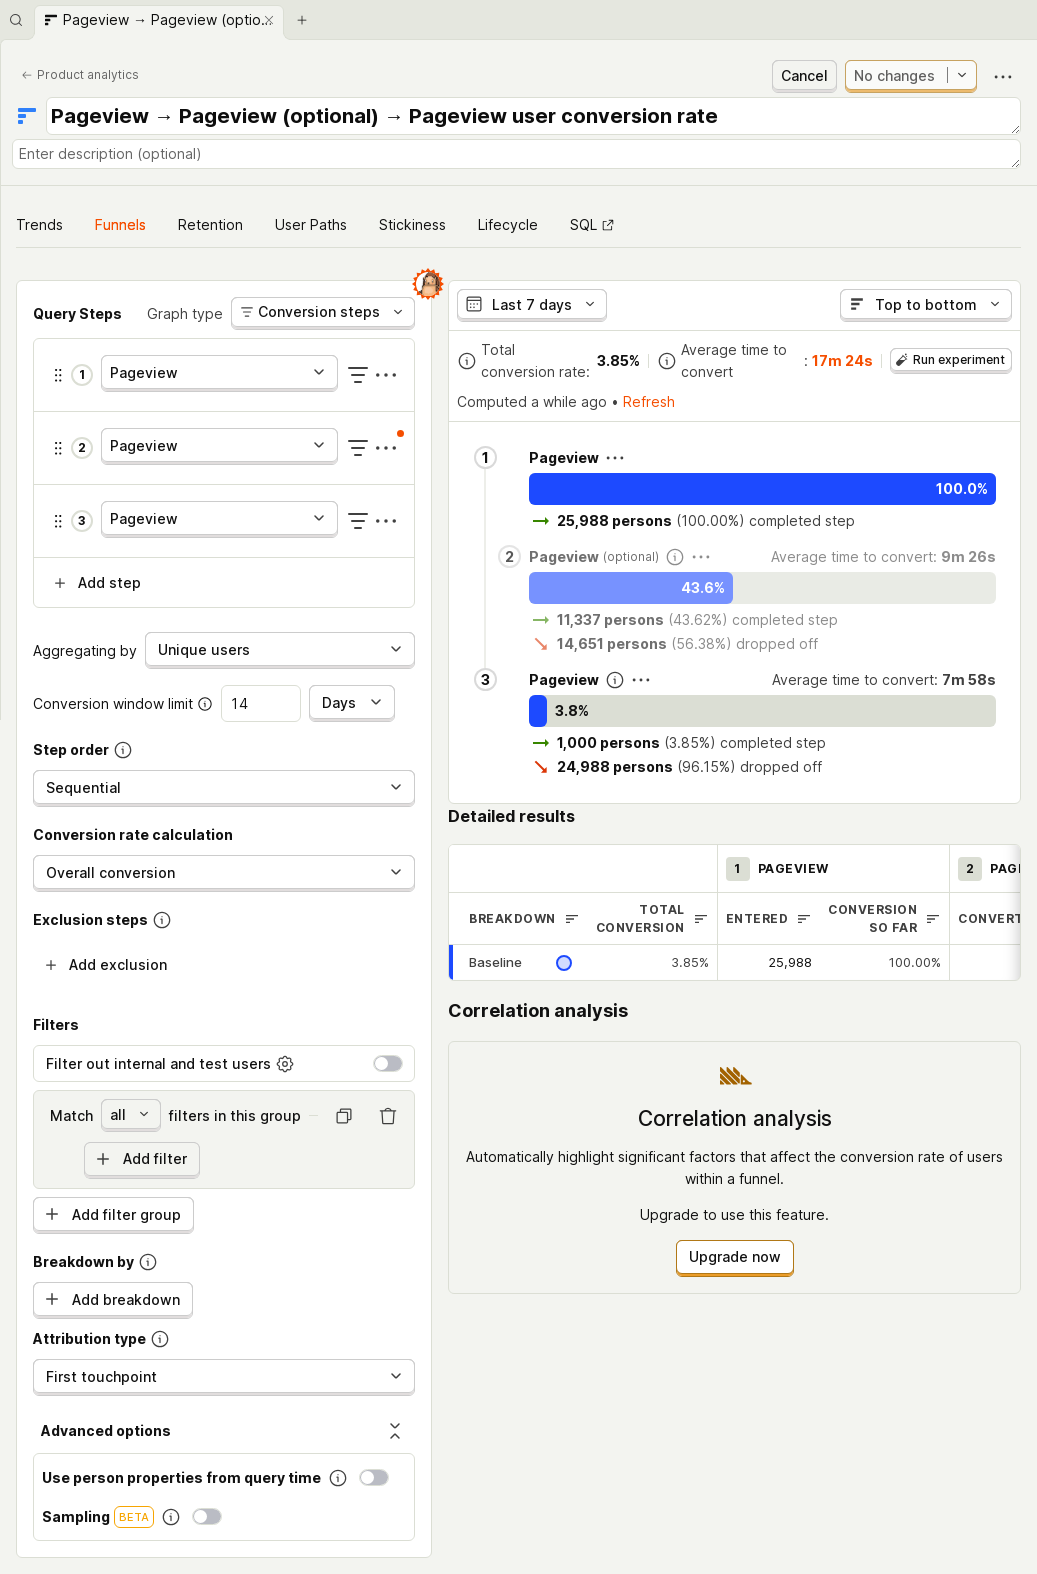 Pageview → Pageview (optio...
← Product analytics
Cancel
No changes
Pageview → Pageview (optional) → Pageview user conversion rate
Enter description (optional)
Trends Funnels Retention User Paths Stickiness Lifecycle SQL
Query Steps Graph type Conversion steps
1 Pageview
2 Pageview
3 Pageview
Add step
Aggregating by Unique users
Conversion window limit 14 Days
Step order
Sequential
Conversion rate calculation
Overall conversion
Exclusion steps
Add exclusion
Filters
Filter out internal and test users
Match all filters in this group
Add filter
Add filter group
Breakdown by
Add breakdown
Attribution type
First touchpoint
Advanced options
Use person properties from query time
Sampling BETA
Last 7 days
Top to bottom
Total conversion rate: 3.85%
Average time to convert : 17m 24s
Run experiment
Computed a while ago • Refresh
1 Pageview
100.0%
→ 25,988 persons (100.00%) completed step
2 Pageview (optional) Average time to convert: 9m 26s
43.6%
→ 11,337 persons (43.62%) completed step
14,651 persons (56.38%) dropped off
3 Pageview Average time to convert: 7m 58s
3.8%
→ 1,000 persons (3.85%) completed step
24,988 persons (96.15%) dropped off
Detailed results
1 PAGEVIEW 2 PAGE
BREAKDOWN TOTAL CONVERSION ENTERED CONVERSION SO FAR CONVERT
Baseline 3.85% 25,988 100.00%
Correlation analysis
Correlation analysis
Automatically highlight significant factors that affect the conversion rate of users
within a funnel.
Upgrade to use this feature.
Upgrade now